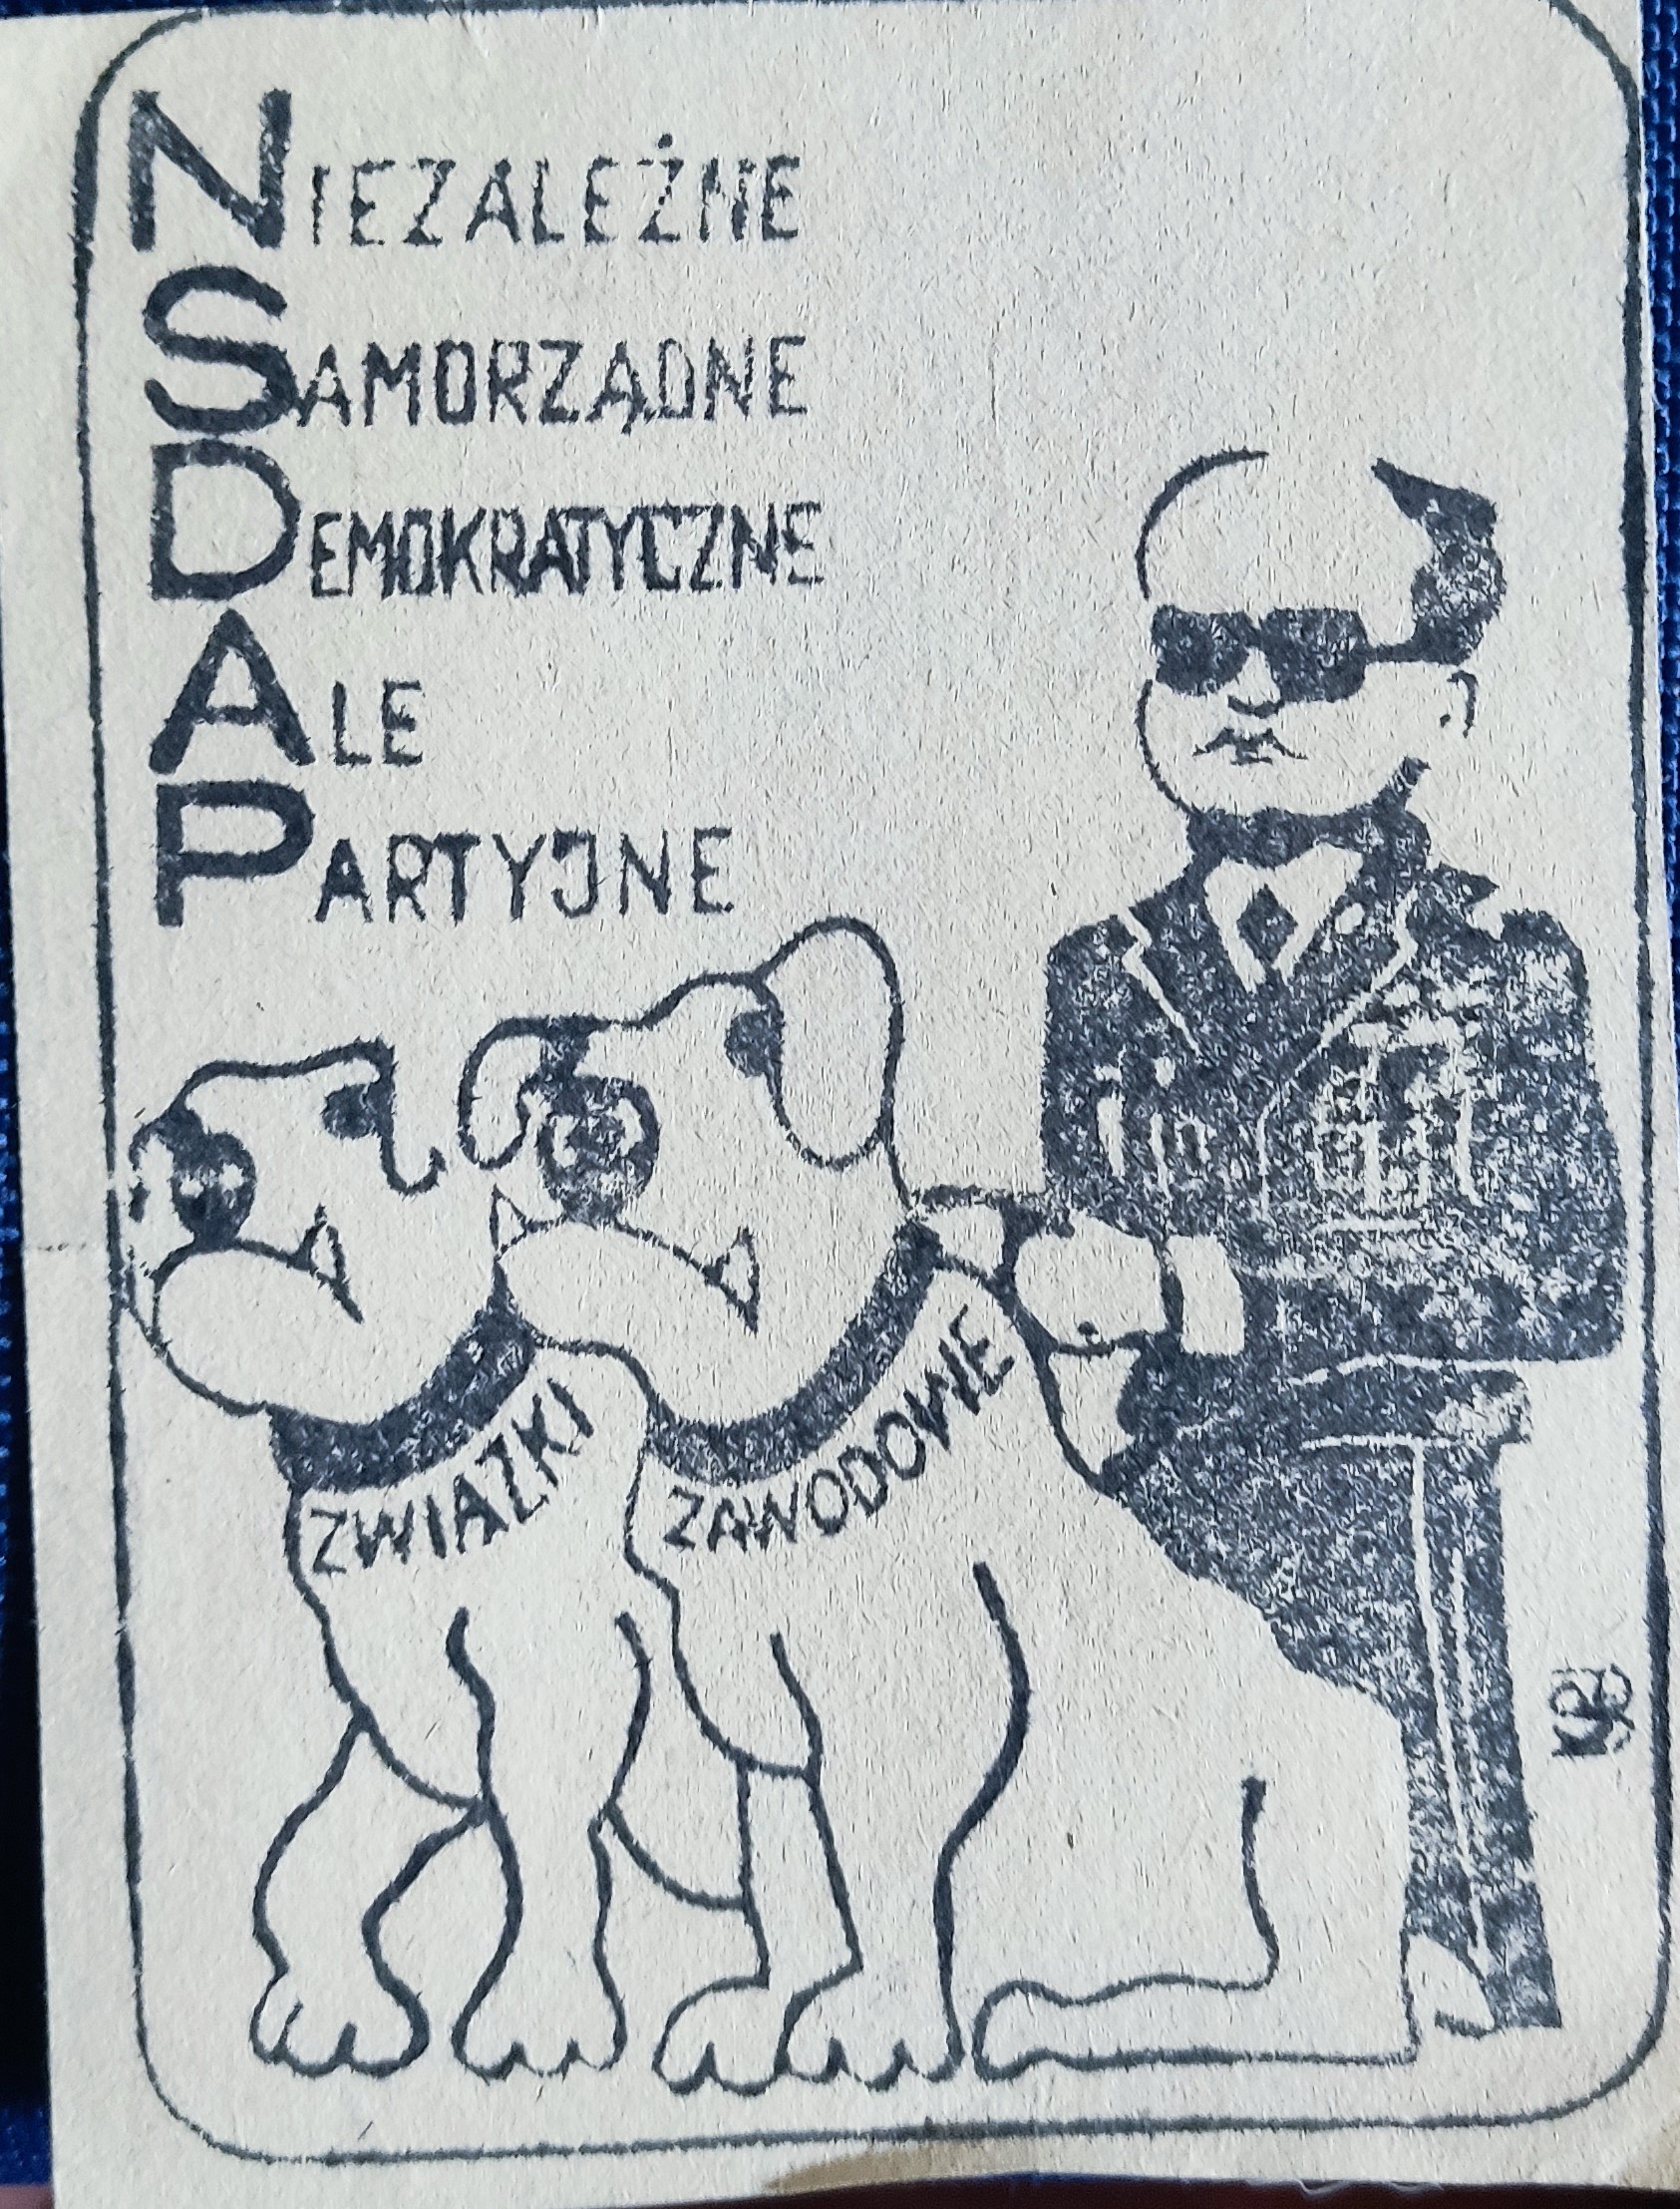 NIEZALEŻNE
SAMORZĄDNE
DEMOKRATYCZNE
ALE
PARTYJNE
ZWIĄZKI
ZAWODOWE